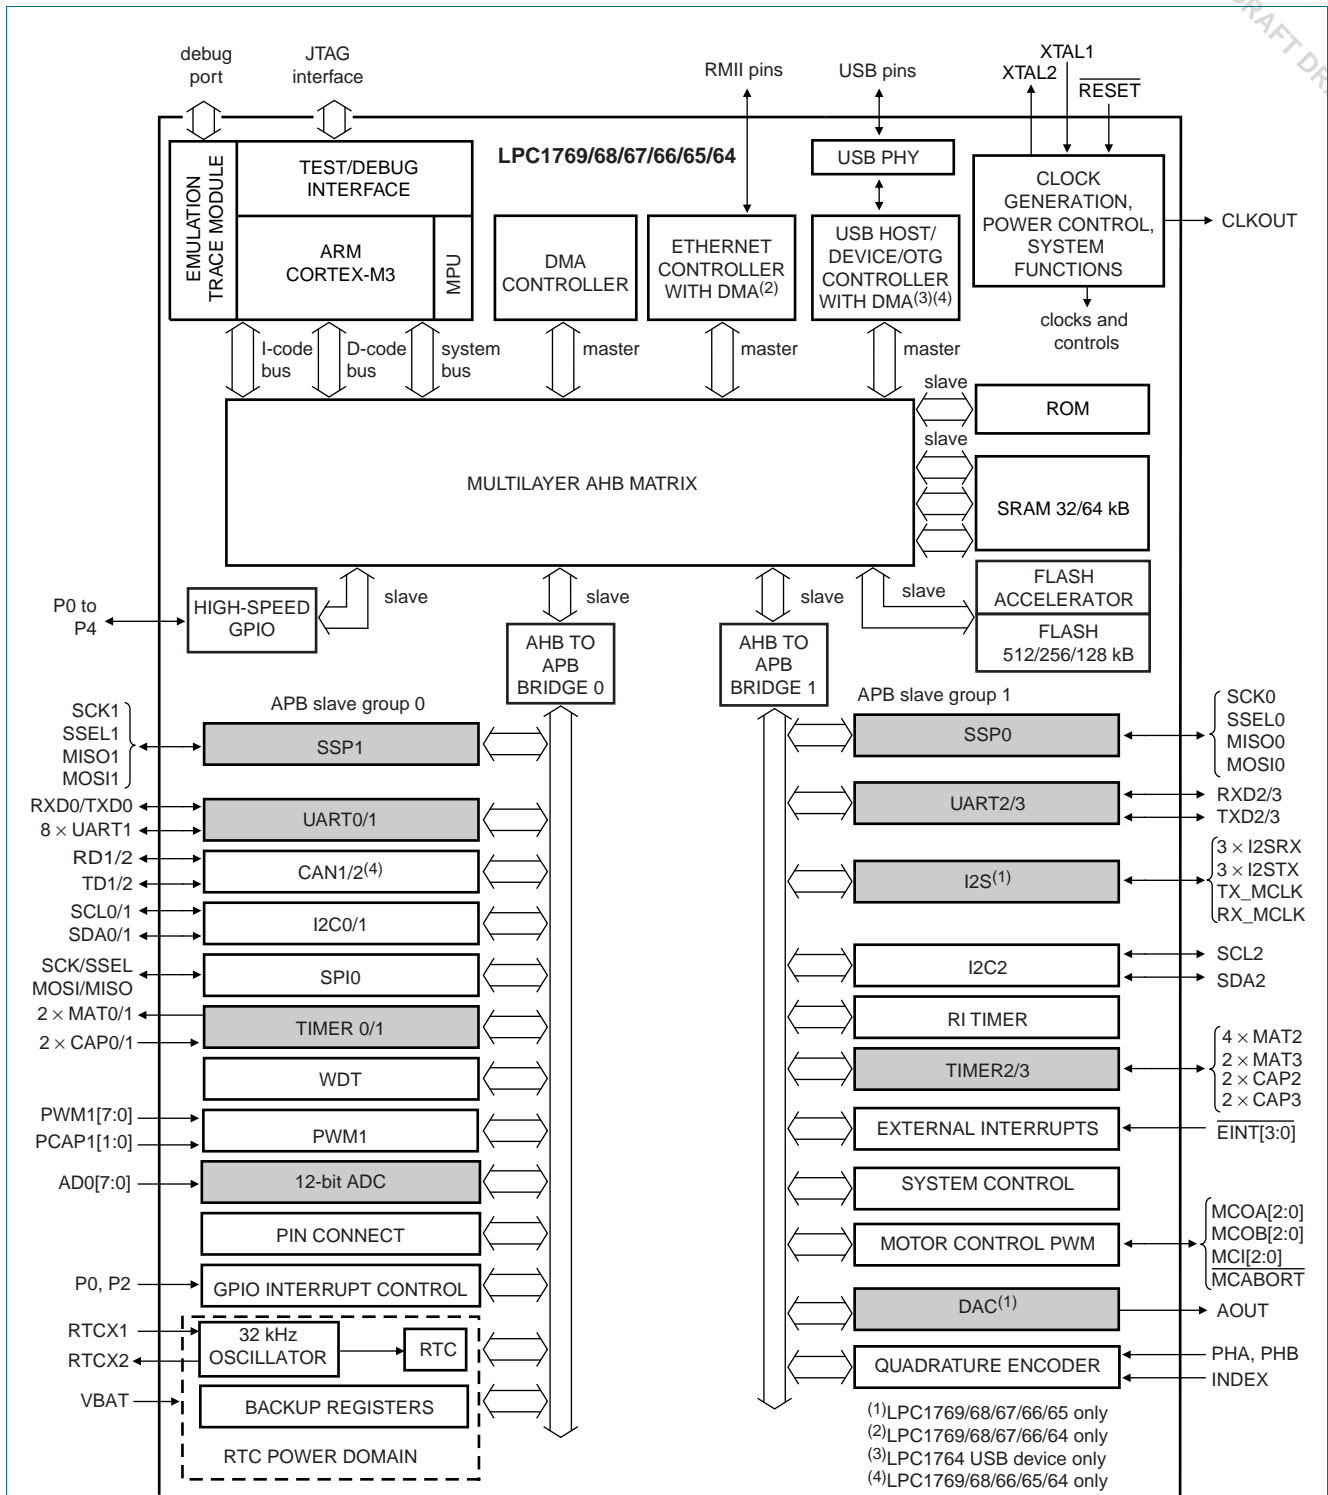 DRAFT DRA
debug
port
JTAG
interface
RMII pins
USB pins
XTAL1
XTAL2
RESET
LPC1769/68/67/66/65/64
EMULATION
TRACE MODULE
TEST/DEBUG
INTERFACE
ARM
CORTEX-M3
MPU
DMA
CONTROLLER
ETHERNET
CONTROLLER
WITH DMA(2)
USB PHY
USB HOST/
DEVICE/OTG
CONTROLLER
WITH DMA(3)(4)
CLOCK
GENERATION,
POWER CONTROL,
SYSTEM
FUNCTIONS
CLKOUT
clocks and
controls
I-code
bus
D-code
bus
system
bus
master
master
master
slave
ROM
slave
MULTILAYER AHB MATRIX
SRAM 32/64 kB
P0 to
P4
HIGH-SPEED
GPIO
slave
slave
slave
slave
FLASH
ACCELERATOR
FLASH
512/256/128 kB
AHB TO
APB
BRIDGE 0
AHB TO
APB
BRIDGE 1
APB slave group 0
APB slave group 1
SCK1
SSEL1
MISO1
MOSI1
SSP1
SSP0
SCK0
SSEL0
MISO0
MOSI0
RXD0/TXD0
8 × UART1
UART0/1
UART2/3
RXD2/3
TXD2/3
RD1/2
TD1/2
CAN1/2(4)
I2S(1)
3 × I2SRX
3 × I2STX
TX_MCLK
RX_MCLK
SCL0/1
SDA0/1
I2C0/1
I2C2
SCL2
SDA2
SCK/SSEL
MOSI/MISO
SPI0
RI TIMER
2 × MAT0/1
2 × CAP0/1
TIMER 0/1
TIMER2/3
4 × MAT2
2 × MAT3
2 × CAP2
2 × CAP3
WDT
EXTERNAL INTERRUPTS
EINT[3:0]
PWM1[7:0]
PCAP1[1:0]
PWM1
SYSTEM CONTROL
AD0[7:0]
12-bit ADC
PIN CONNECT
MOTOR CONTROL PWM
MCOA[2:0]
MCOB[2:0]
MCI[2:0]
MCABORT
P0, P2
GPIO INTERRUPT CONTROL
DAC(1)
AOUT
RTCX1
RTCX2
32 kHz
OSCILLATOR
RTC
QUADRATURE ENCODER
PHA, PHB
INDEX
VBAT
BACKUP REGISTERS
RTC POWER DOMAIN
(1)LPC1769/68/67/66/65 only
(2)LPC1769/68/67/66/64 only
(3)LPC1764 USB device only
(4)LPC1769/68/66/65/64 only